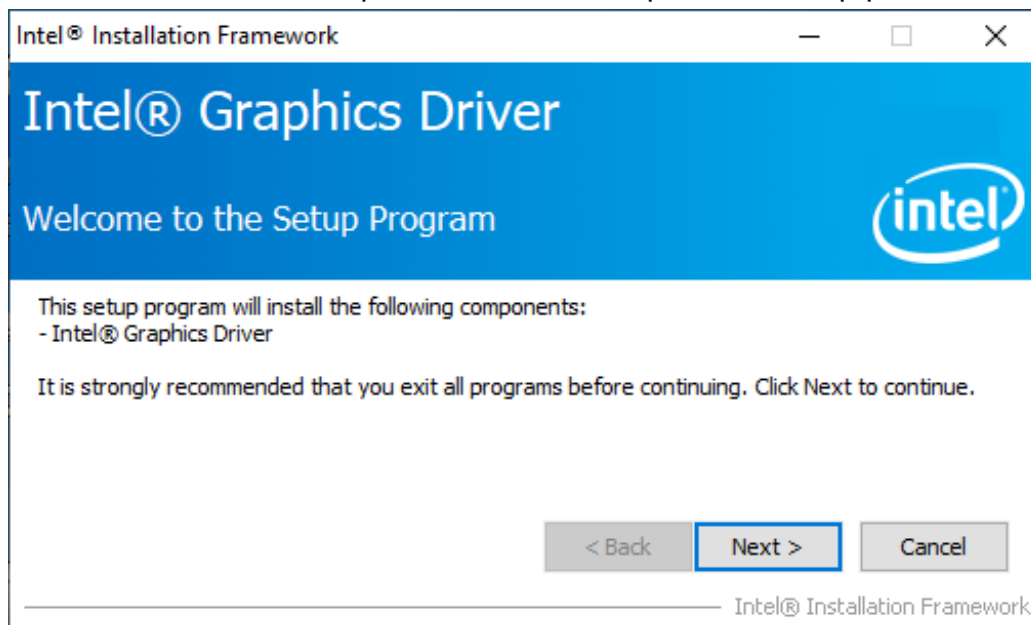 Intel® Installation Framework
Intel® Graphics Driver
Welcome to the Setup Program
intel
This setup program will install the following components:
- Intel® Graphics Driver
It is strongly recommended that you exit all programs before continuing. Click Next to continue.
< Back Next > Cancel
Intel® Installation Framework